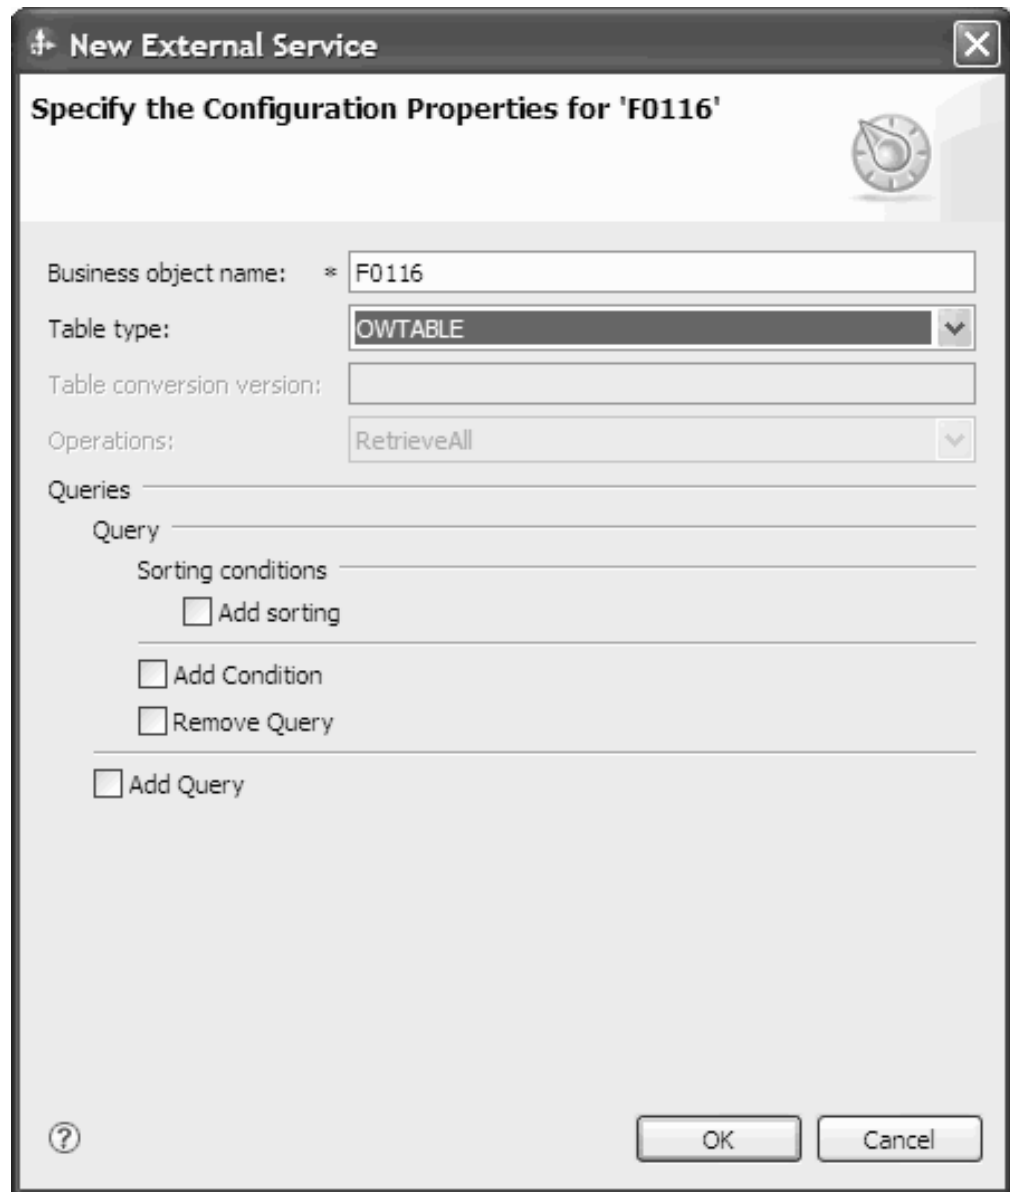 New External Service
Specify the Configuration Properties for 'F0116'
Business object name: * F0116
Table type: OWTABLE
Table conversion version:
Operations: RetrieveAll
Queries
Query
Sorting conditions
Add sorting
Add Condition
Remove Query
Add Query
? OK Cancel